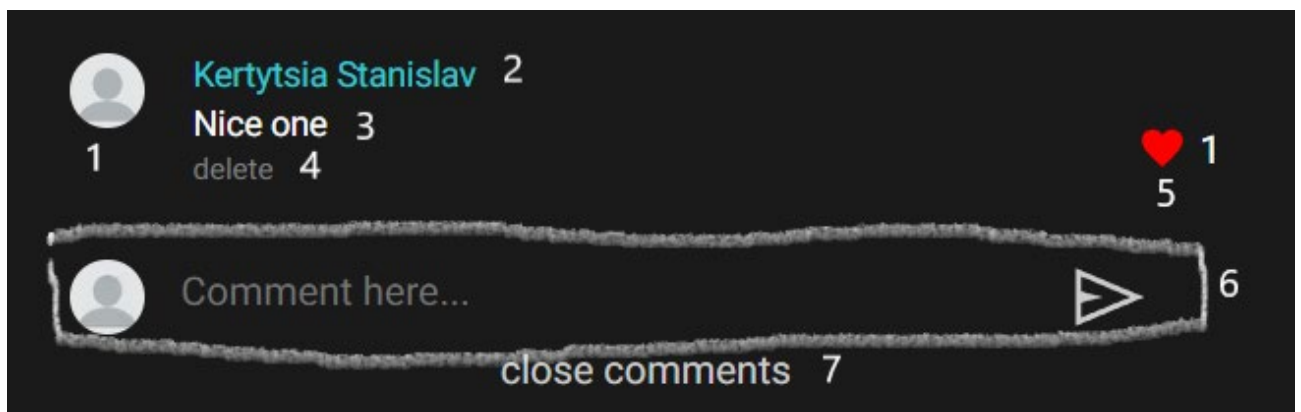 Kertytsia Stanislav 2
Nice one 3
1
1
delete 4
5
Comment here...
6
close comments 7